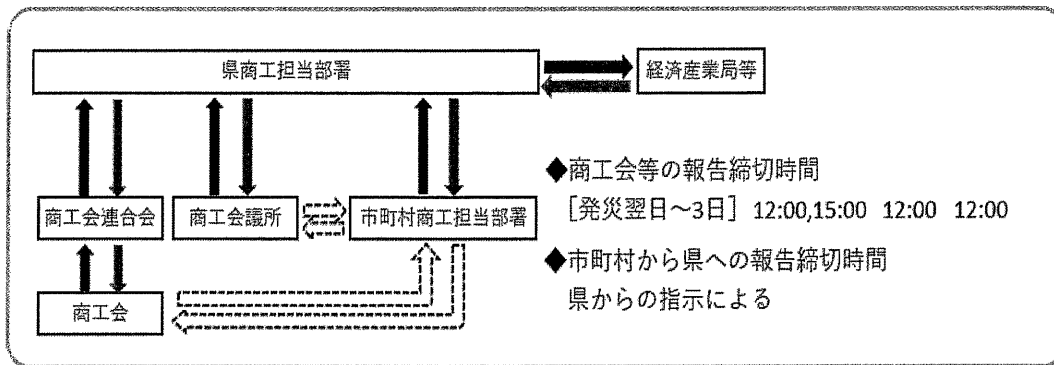 県商工担当部署
経済産業局等
商工会連合会
商工会議所
市町村商工担当部署
商工会
◆商工会等の報告締切時間
［発災翌日～3日］ 12:00,15:00 12:00 12:00
◆市町村から県への報告締切時間
県からの指示による